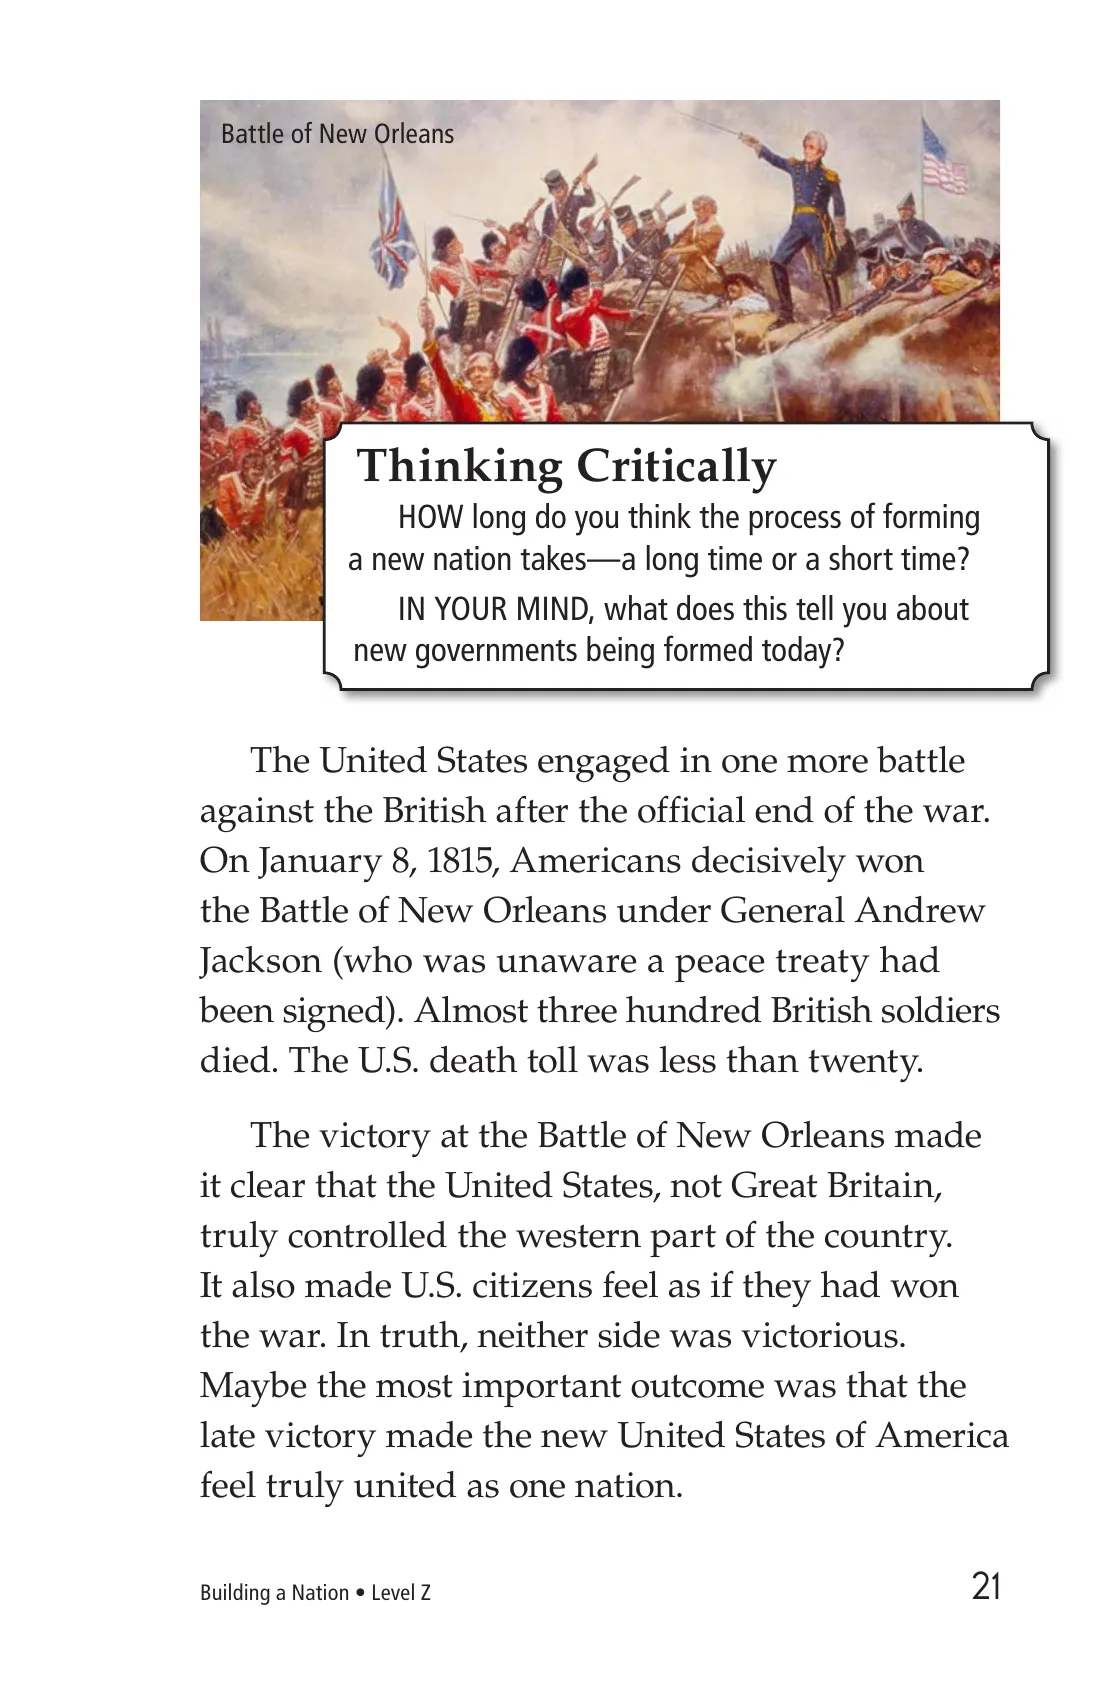 Battle of New Orleans
Thinking Critically
HOW long do you think the process of forming
a new nation takes—a long time or a short time?
IN YOUR MIND, what does this tell you about
new governments being formed today?
The United States engaged in one more battle
against the British after the official end of the war.
On January 8, 1815, Americans decisively won
the Battle of New Orleans under General Andrew
Jackson (who was unaware a peace treaty had
been signed). Almost three hundred British soldiers
died. The U.S. death toll was less than twenty.
The victory at the Battle of New Orleans made
it clear that the United States, not Great Britain,
truly controlled the western part of the country.
It also made U.S. citizens feel as if they had won
the war. In truth, neither side was victorious.
Maybe the most important outcome was that the
late victory made the new United States of America
feel truly united as one nation.
Building a Nation • Level Z
21